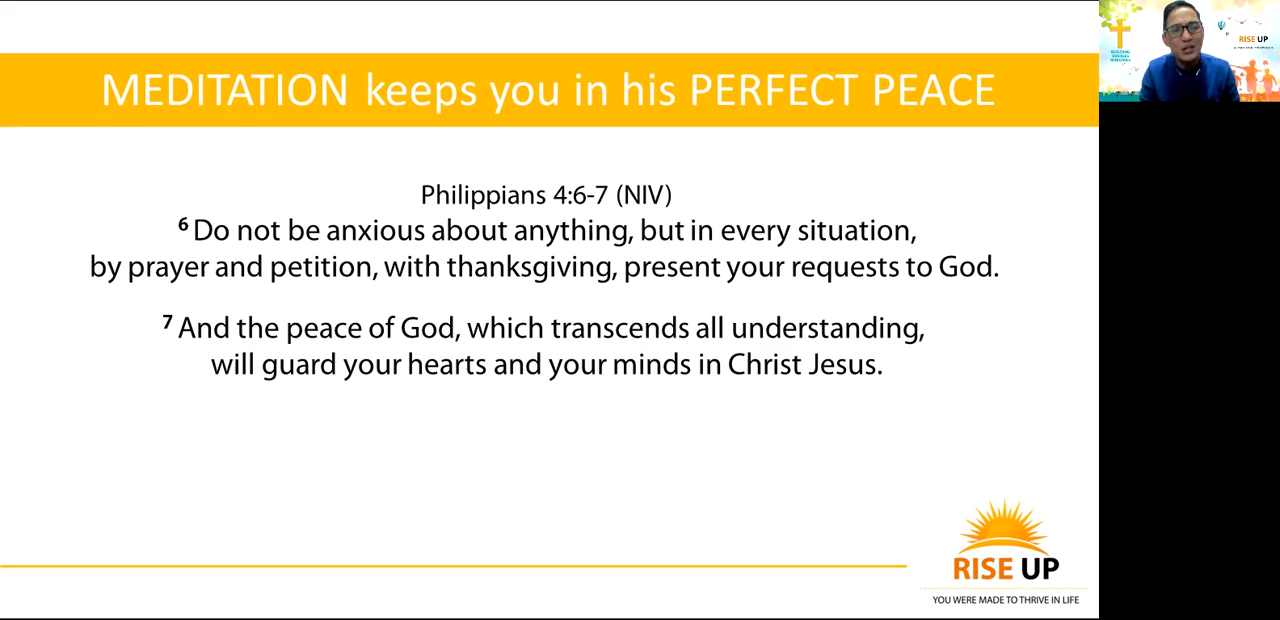 MEDITATION keeps you in his PERFECT PEACE
Philippians 4:6-7 (NIV)
6 Do not be anxious about anything, but in every situation,
by prayer and petition, with thanksgiving, present your requests to God.
7 And the peace of God, which transcends all understanding,
will guard your hearts and your minds in Christ Jesus.
RISE UP
YOU WERE MADE TO THRIVE IN LIFE
BUILDING
BRIDGES
MINISTRIES
RISE UP